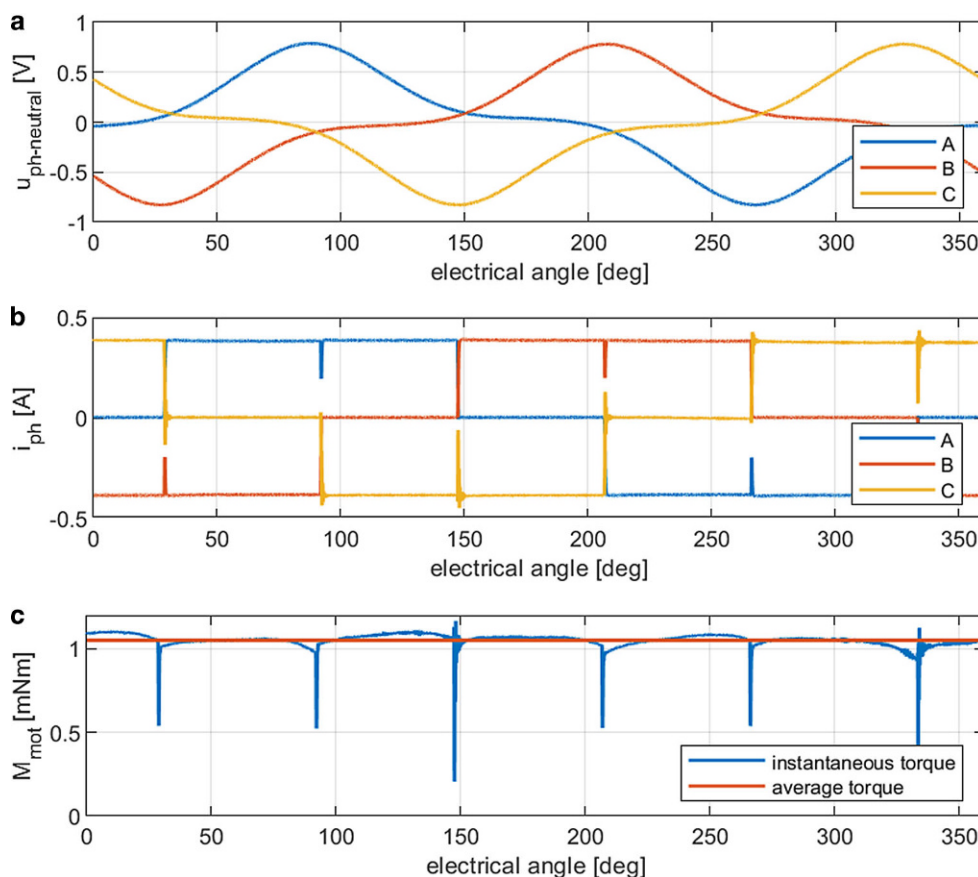 a
1
0.5
0
-0.5
-1
u_ph-neutral [V]
A
B
C
0 50 100 150 200 250 300 350
electrical angle [deg]
b
0.5
0
-0.5
i_ph [A]
A
B
C
0 50 100 150 200 250 300 350
electrical angle [deg]
c
1
0.5
0
M_mot [mNm]
instantaneous torque
average torque
0 50 100 150 200 250 300 350
electrical angle [deg]